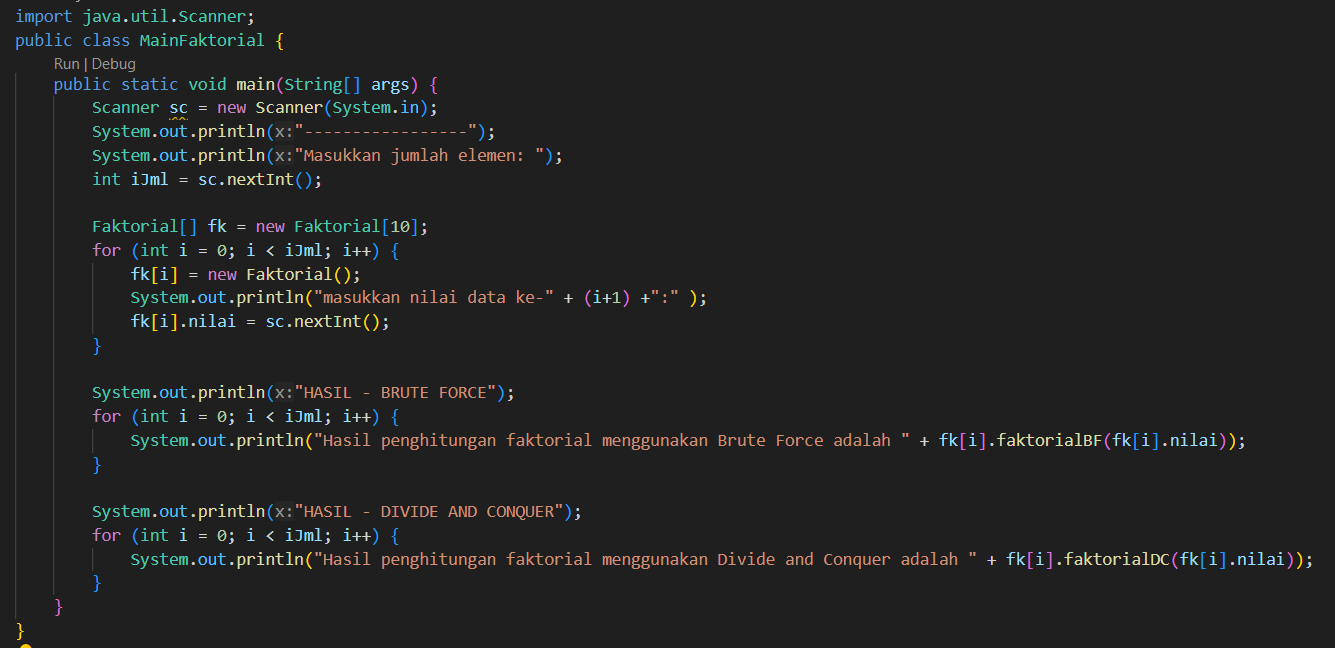 import java.util.Scanner;
public class MainFaktorial {
Run | Debug
public static void main(String[] args) {
Scanner sc = new Scanner(System.in);
System.out.println(x:"-----------------");
System.out.println(x:"Masukkan jumlah elemen: ");
int iJml = sc.nextInt();
Faktorial[] fk = new Faktorial[10];
for (int i = 0; i < iJml; i++) {
fk[i] = new Faktorial();
System.out.println("masukkan nilai data ke-" + (i+1) +":" );
fk[i].nilai = sc.nextInt();
}
System.out.println(x:"HASIL - BRUTE FORCE");
for (int i = 0; i < iJml; i++) {
System.out.println("Hasil penghitungan faktorial menggunakan Brute Force adalah " + fk[i].faktorialBF(fk[i].nilai));
}
System.out.println(x:"HASIL - DIVIDE AND CONQUER");
for (int i = 0; i < iJml; i++) {
System.out.println("Hasil penghitungan faktorial menggunakan Divide and Conquer adalah " + fk[i].faktorialDC(fk[i].nilai));
}
}
}